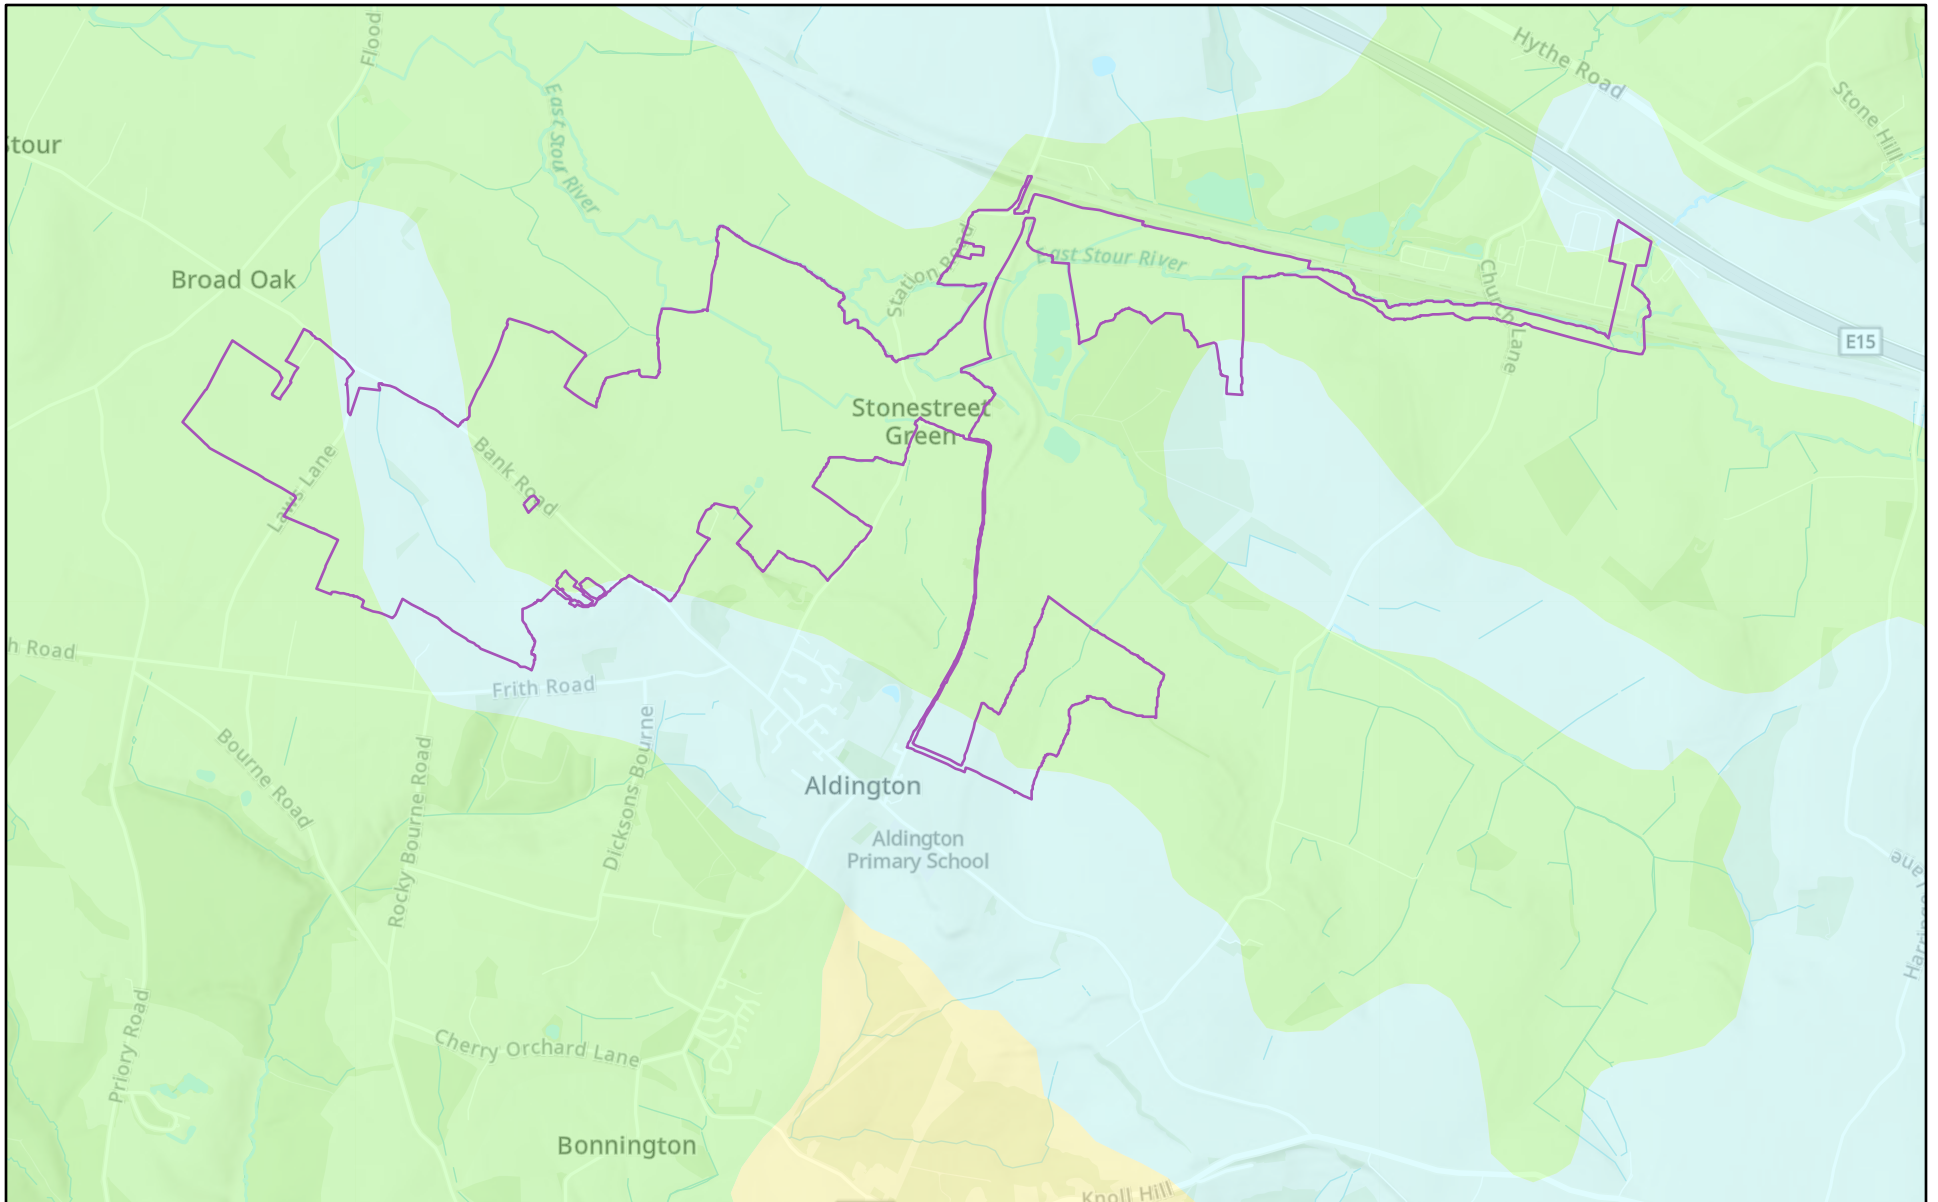 Flood
Hythe Road
Stone Hill
Stour
East Stour River
Broad Oak
Station Road
East Stour River
Church Lane
E15
Stonestreet
Green
Laws Lane
Bank Road
Road
Frith Road
Bourne Road
Rocky Bourne Road
Dicksons Bourne
Aldington
Aldington
Primary School
Lane
Priory Road
Cherry Orchard Lane
Bonnington
Knoll Hill